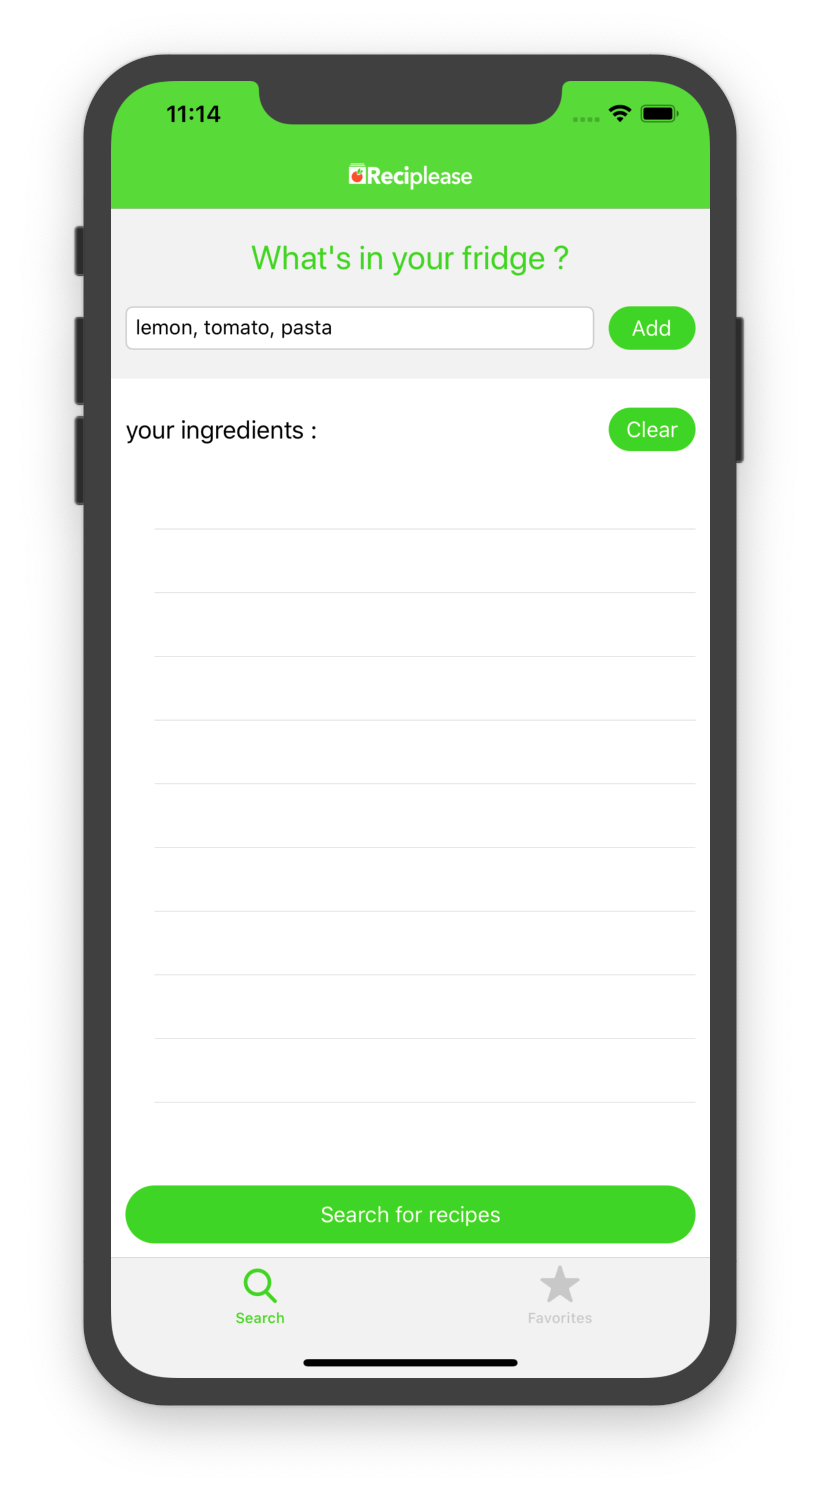 11:14
Reciplease
What's in your fridge ?
lemon, tomato, pasta
Add
your ingredients :
Clear
Search for recipes
Search
Favorites